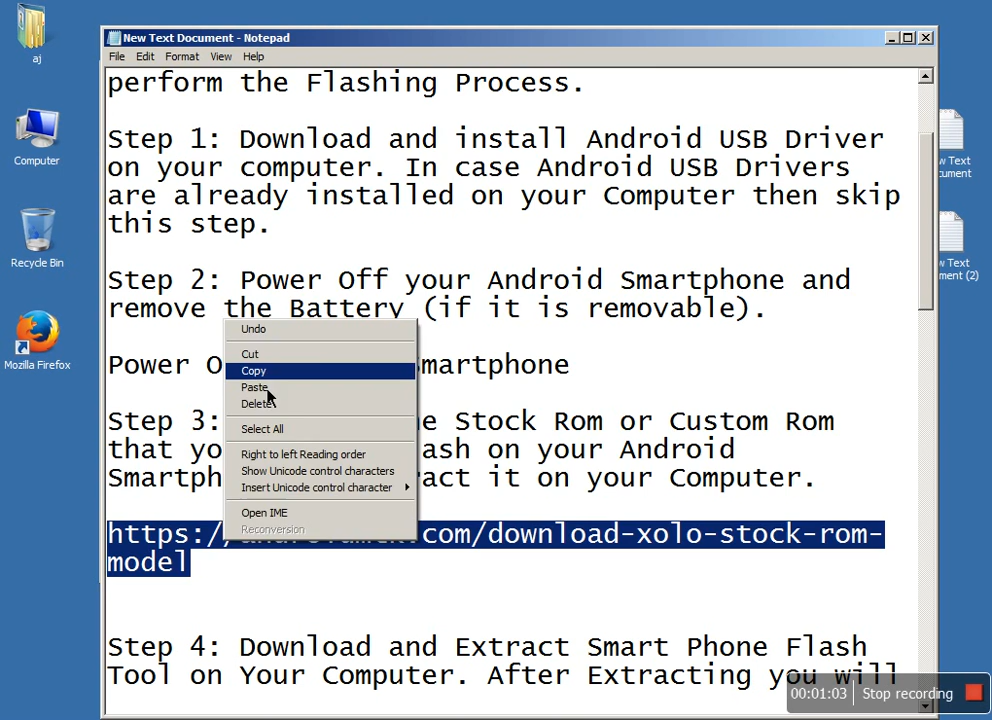 aj
Computer
Recycle Bin
Mozilla Firefox
New Text Document - Notepad
File Edit Format View Help
perform the Flashing Process.
Step 1: Download and install Android USB Driver
on your computer. In case Android USB Drivers
are already installed on your Computer then skip
this step.
Step 2: Power Off your Android Smartphone and
remove the Battery (if it is removable).
Power O
martphone
Step 3:
e Stock Rom or Custom Rom
that yo
ash on your Android
Smartph
ract it on your Computer.
https:/
.com/download-xolo-stock-rom-
model
Step 4: Download and Extract Smart Phone Flash
Tool on Your Computer. After Extracting you will
Undo
Cut
Copy
Paste
Delete
Select All
Right to left Reading order
Show Unicode control characters
Insert Unicode control character
Open IME
Reconversion
w Text
cument
w Text
ment (2)
00:01:03 Stop recording